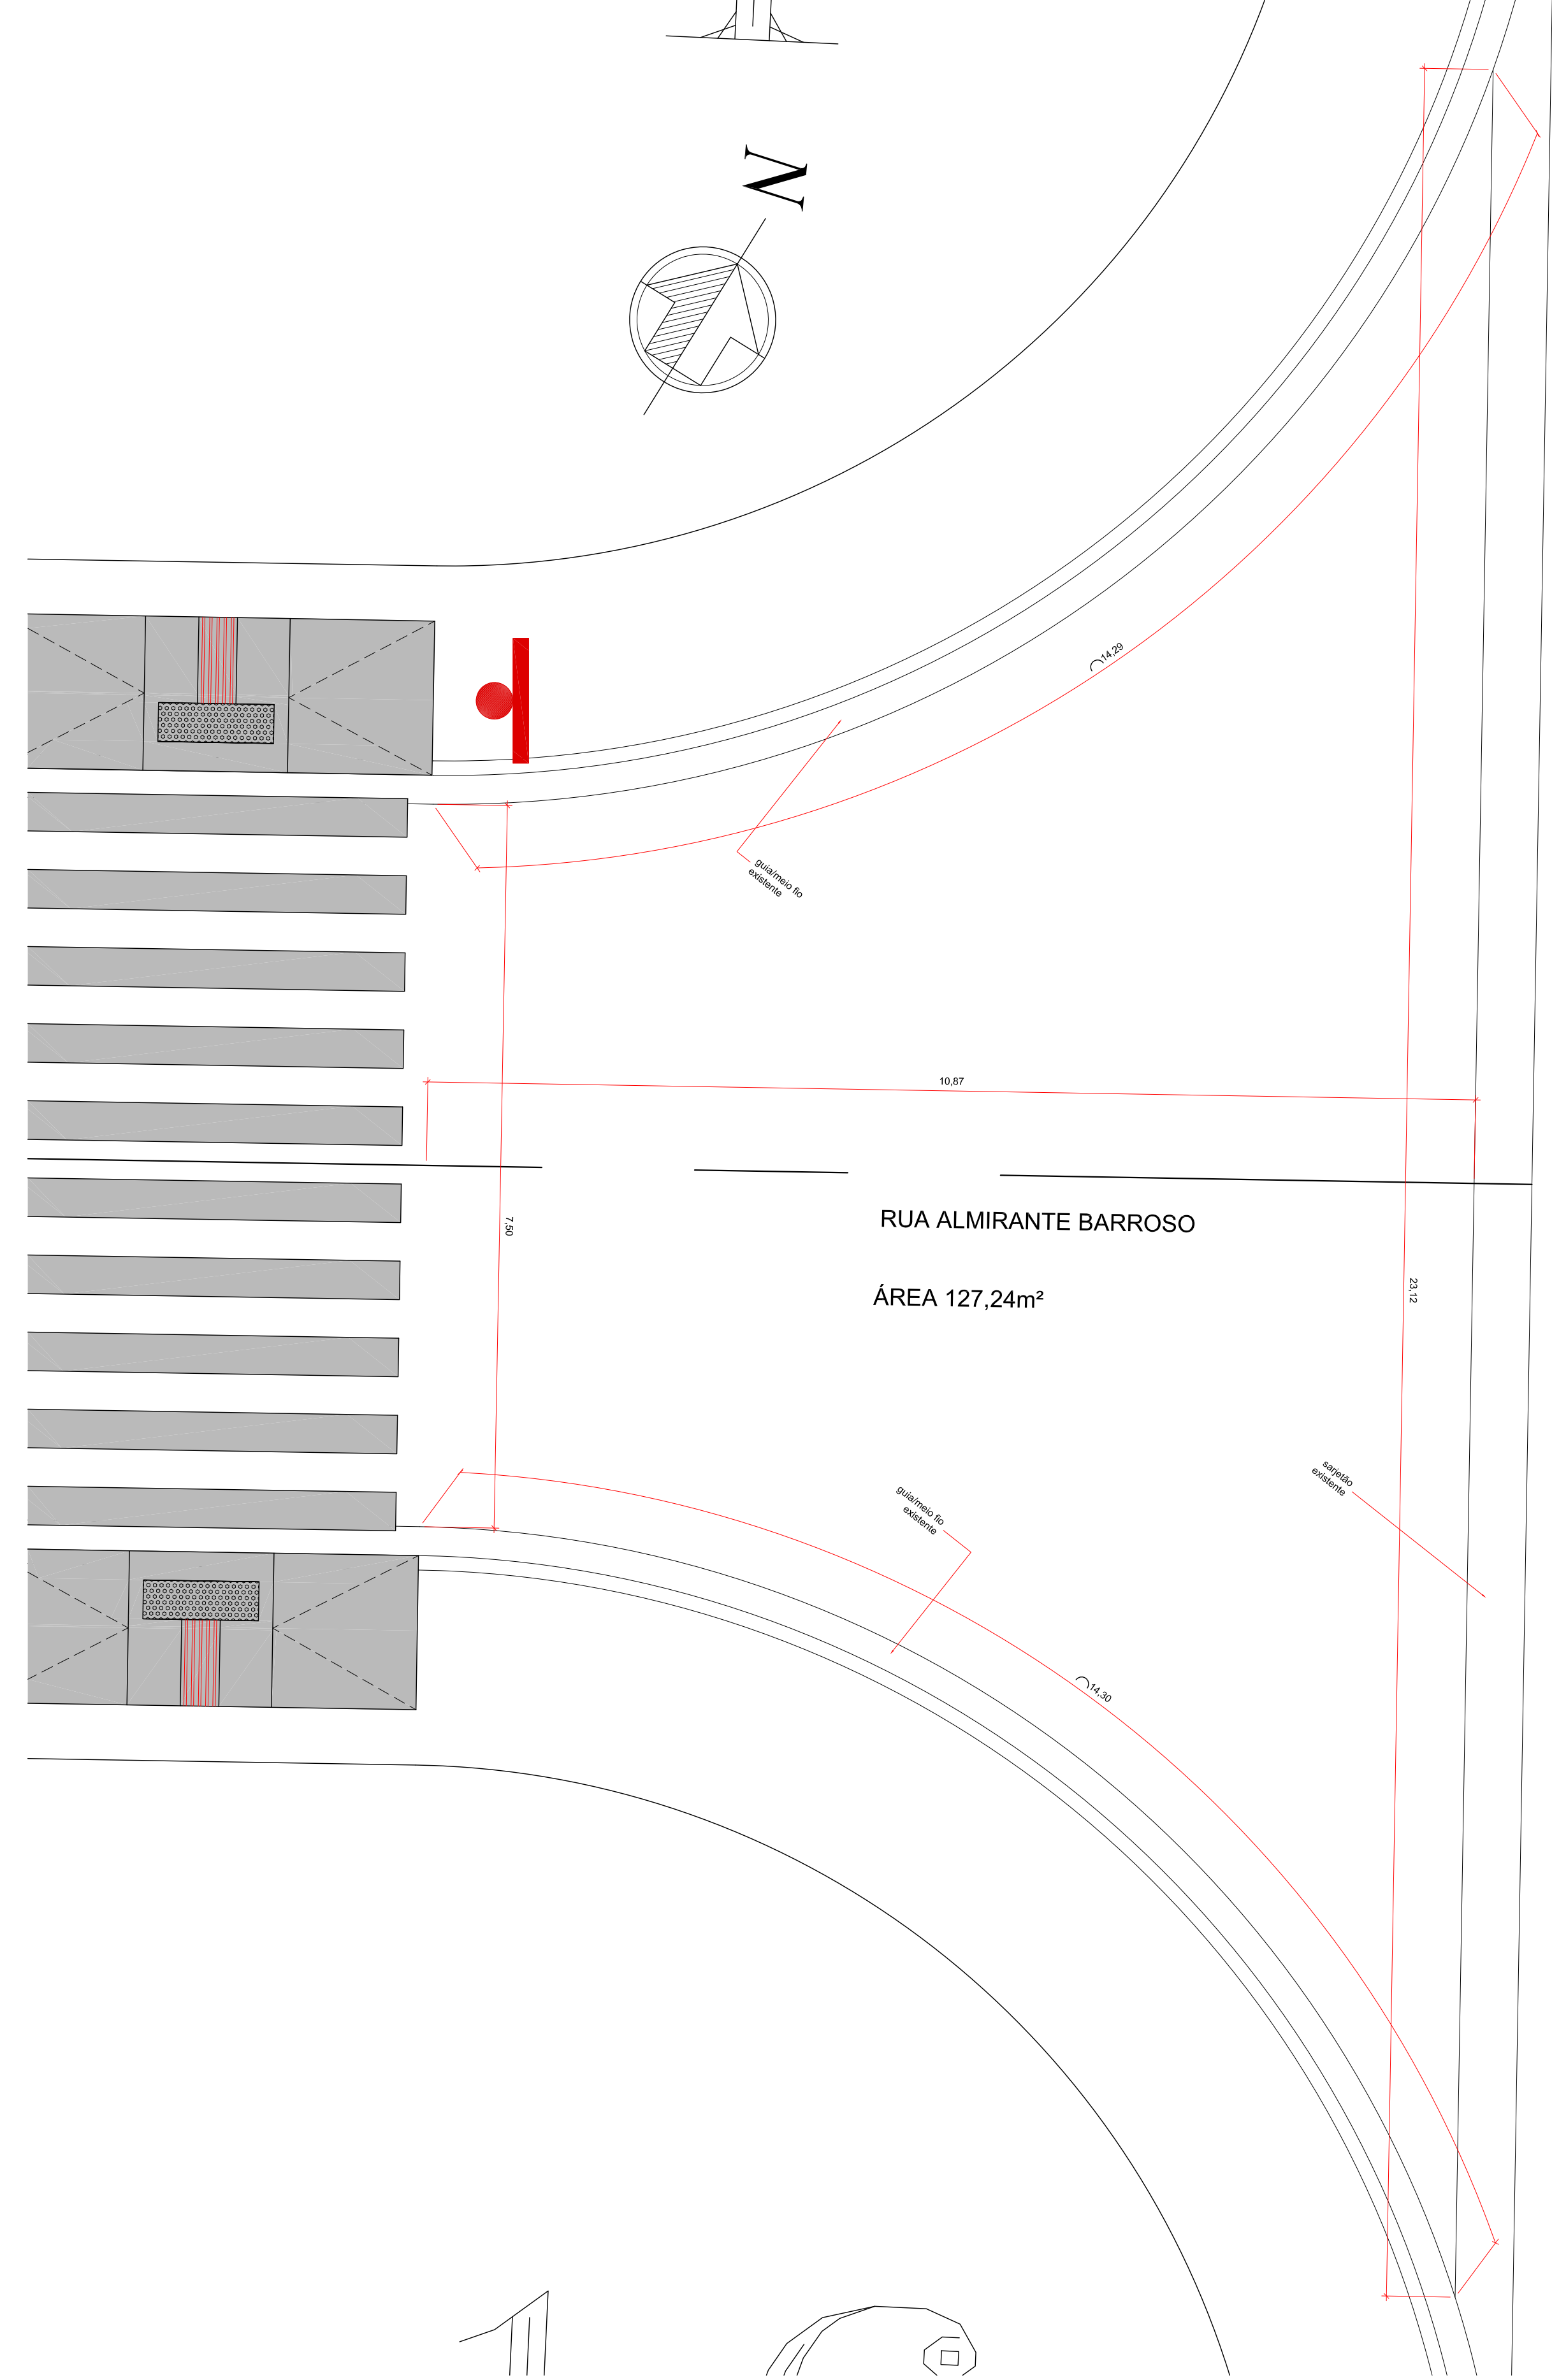 N
14,29
guia/meio fio
existente
10,87
7,50
RUA ALMIRANTE BARROSO
ÁREA 127,24m²
23,12
sarjetão
existente
guia/meio fio
existente
14,30